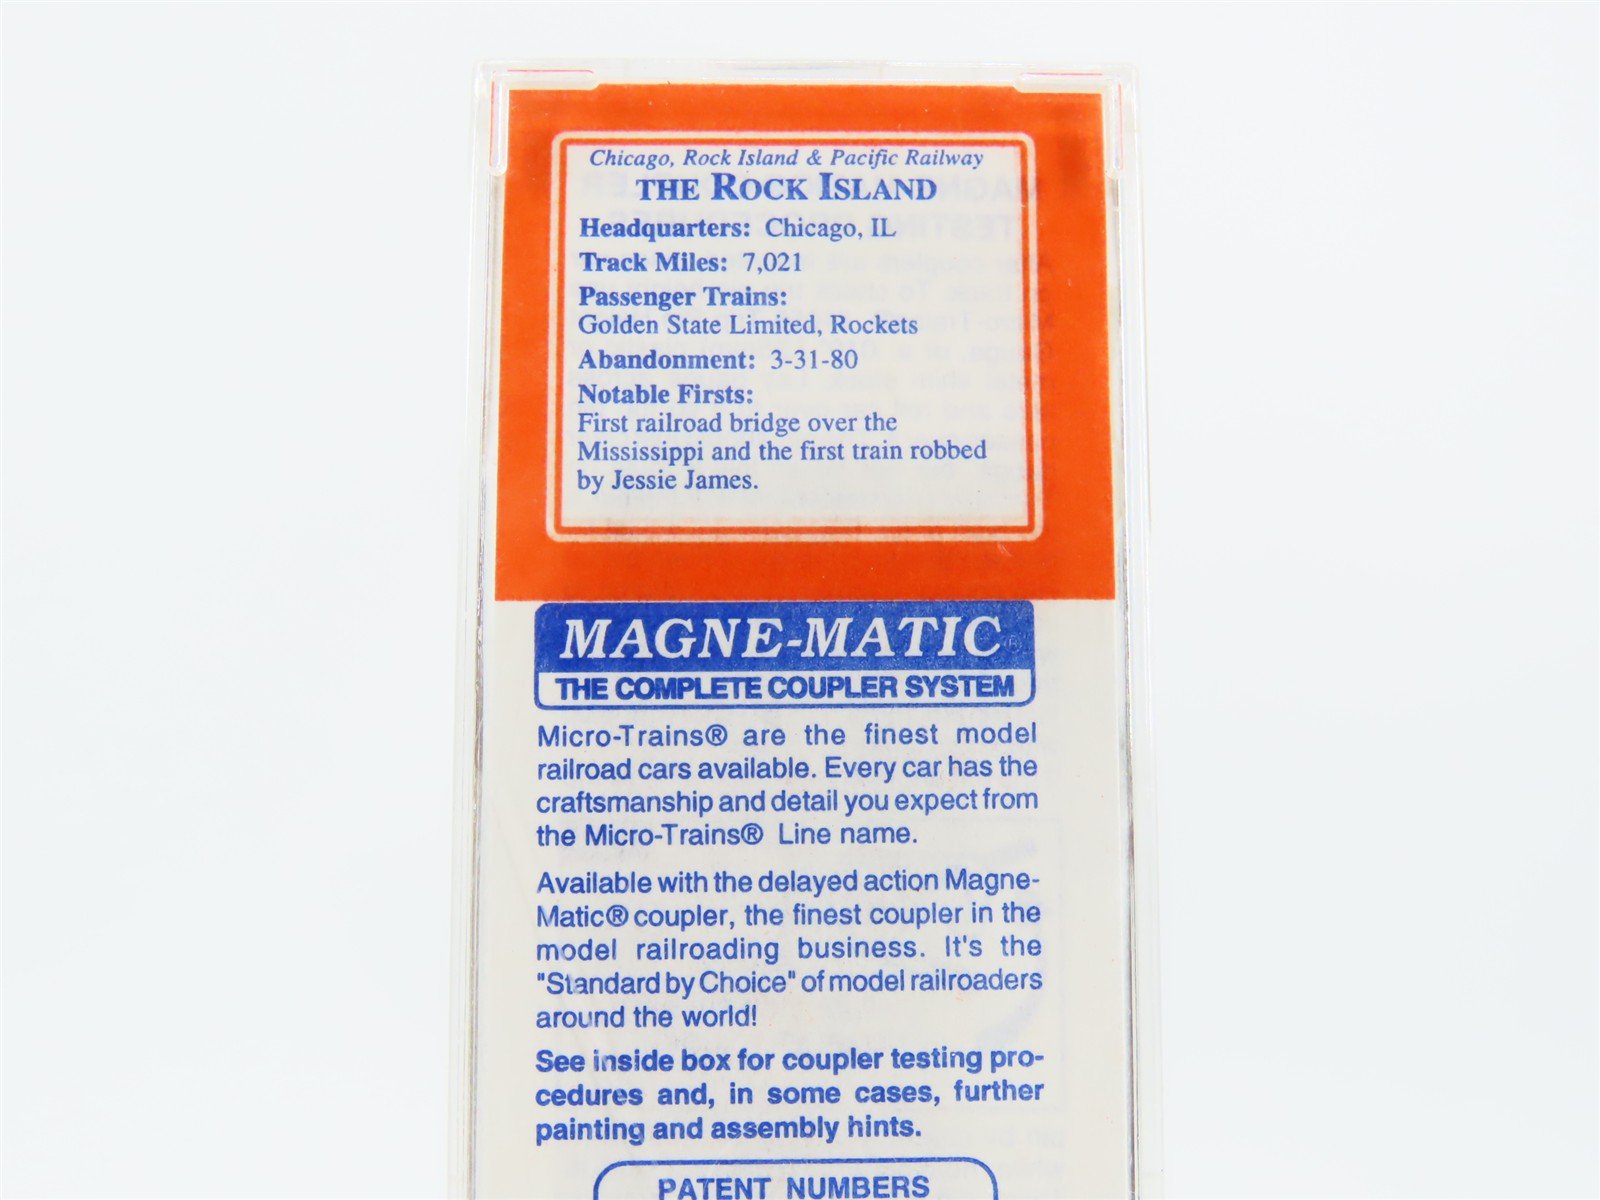 Chicago, Rock Island & Pacific Railway
THE ROCK ISLAND
Headquarters: Chicago, IL
Track Miles: 7,021
Passenger Trains:
Golden State Limited, Rockets
Abandonment: 3-31-80
Notable Firsts:
First railroad bridge over the
Mississippi and the first train robbed
by Jessie James.
MAGNE-MATIC®
THE COMPLETE COUPLER SYSTEM
Micro-Trains® are the finest model
railroad cars available. Every car has the
craftsmanship and detail you expect from
the Micro-Trains® Line name.
Available with the delayed action Magne-
Matic® coupler, the finest coupler in the
model railroading business. It's the
"Standard by Choice" of model railroaders
around the world!
See inside box for coupler testing pro-
cedures and, in some cases, further
painting and assembly hints.
PATENT NUMBERS